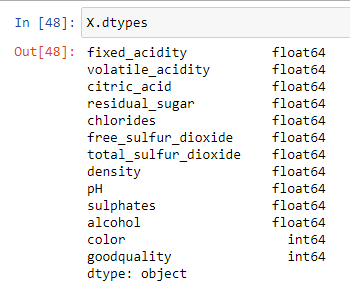 In [48]: X.dtypes
Out[48]: fixed_acidity float64
volatile_acidity float64
citric_acid float64
residual_sugar float64
chlorides float64
free_sulfur_dioxide float64
total_sulfur_dioxide float64
density float64
pH float64
sulphates float64
alcohol float64
color int64
goodquality int64
dtype: object